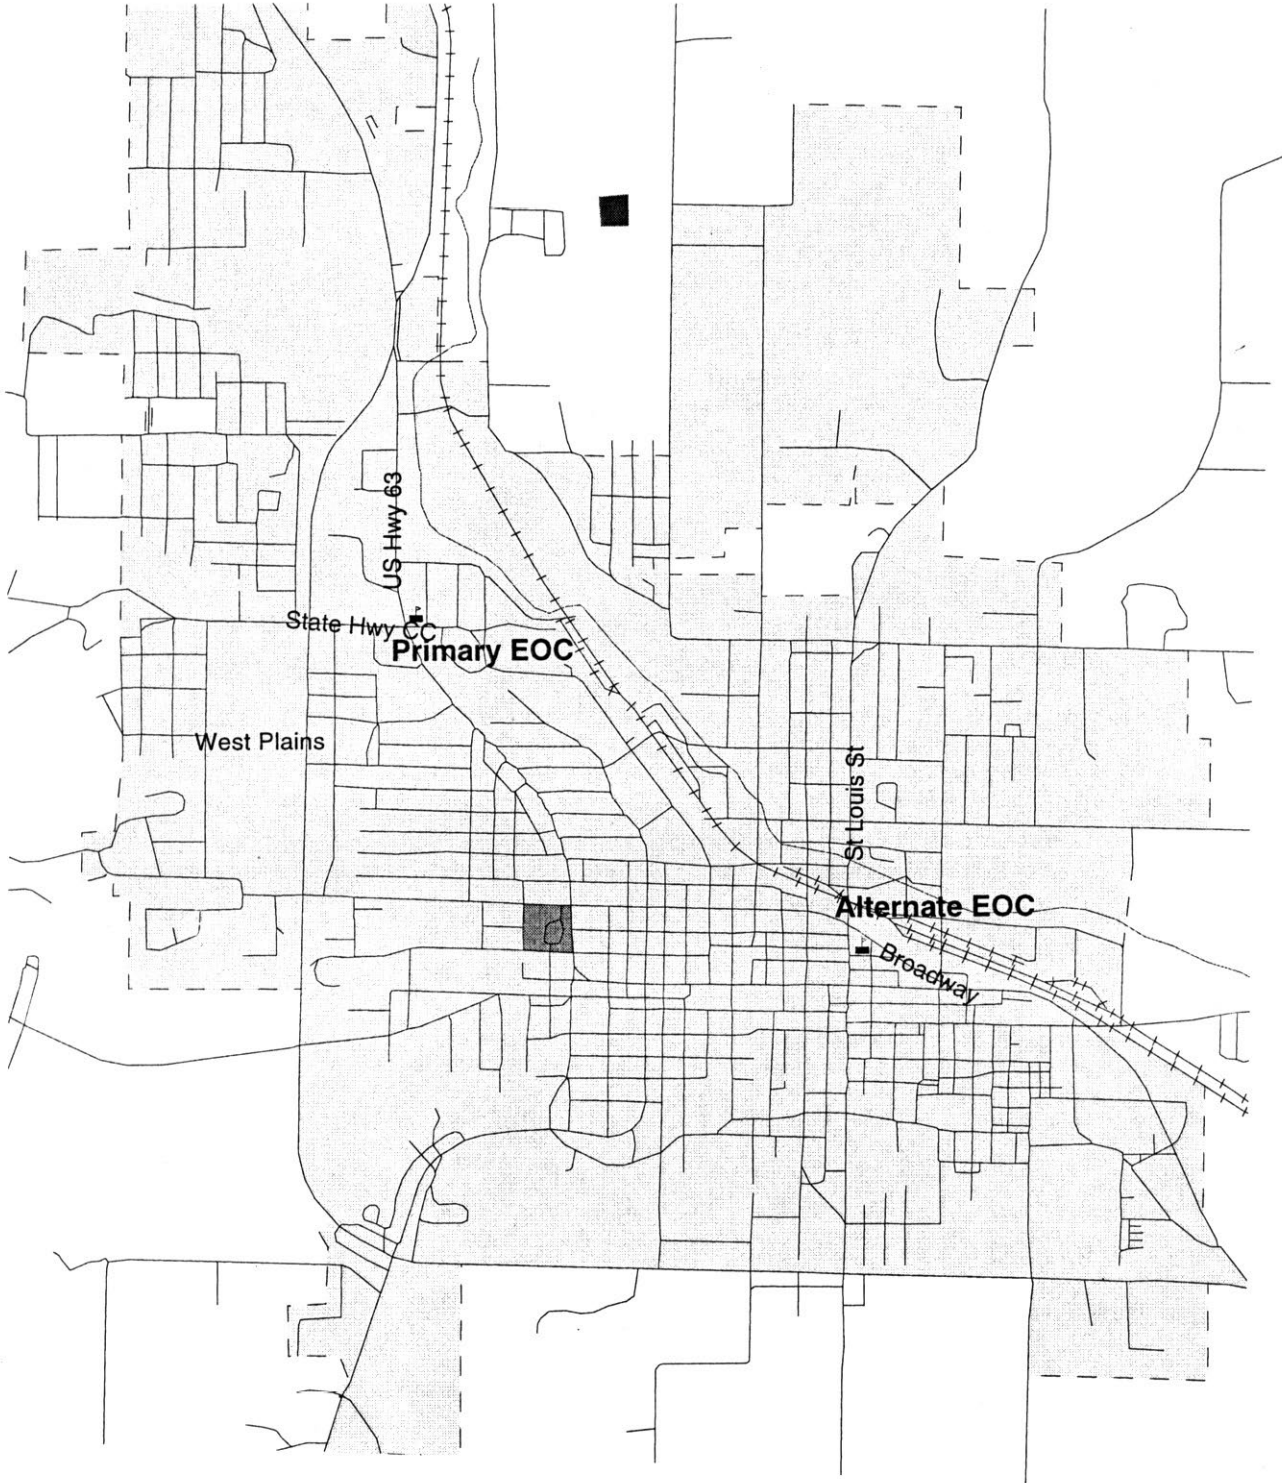 US Hwy 63
State Hwy CC
Primary EOC
West Plains
St Louis St
Alternate EOC
Broadway